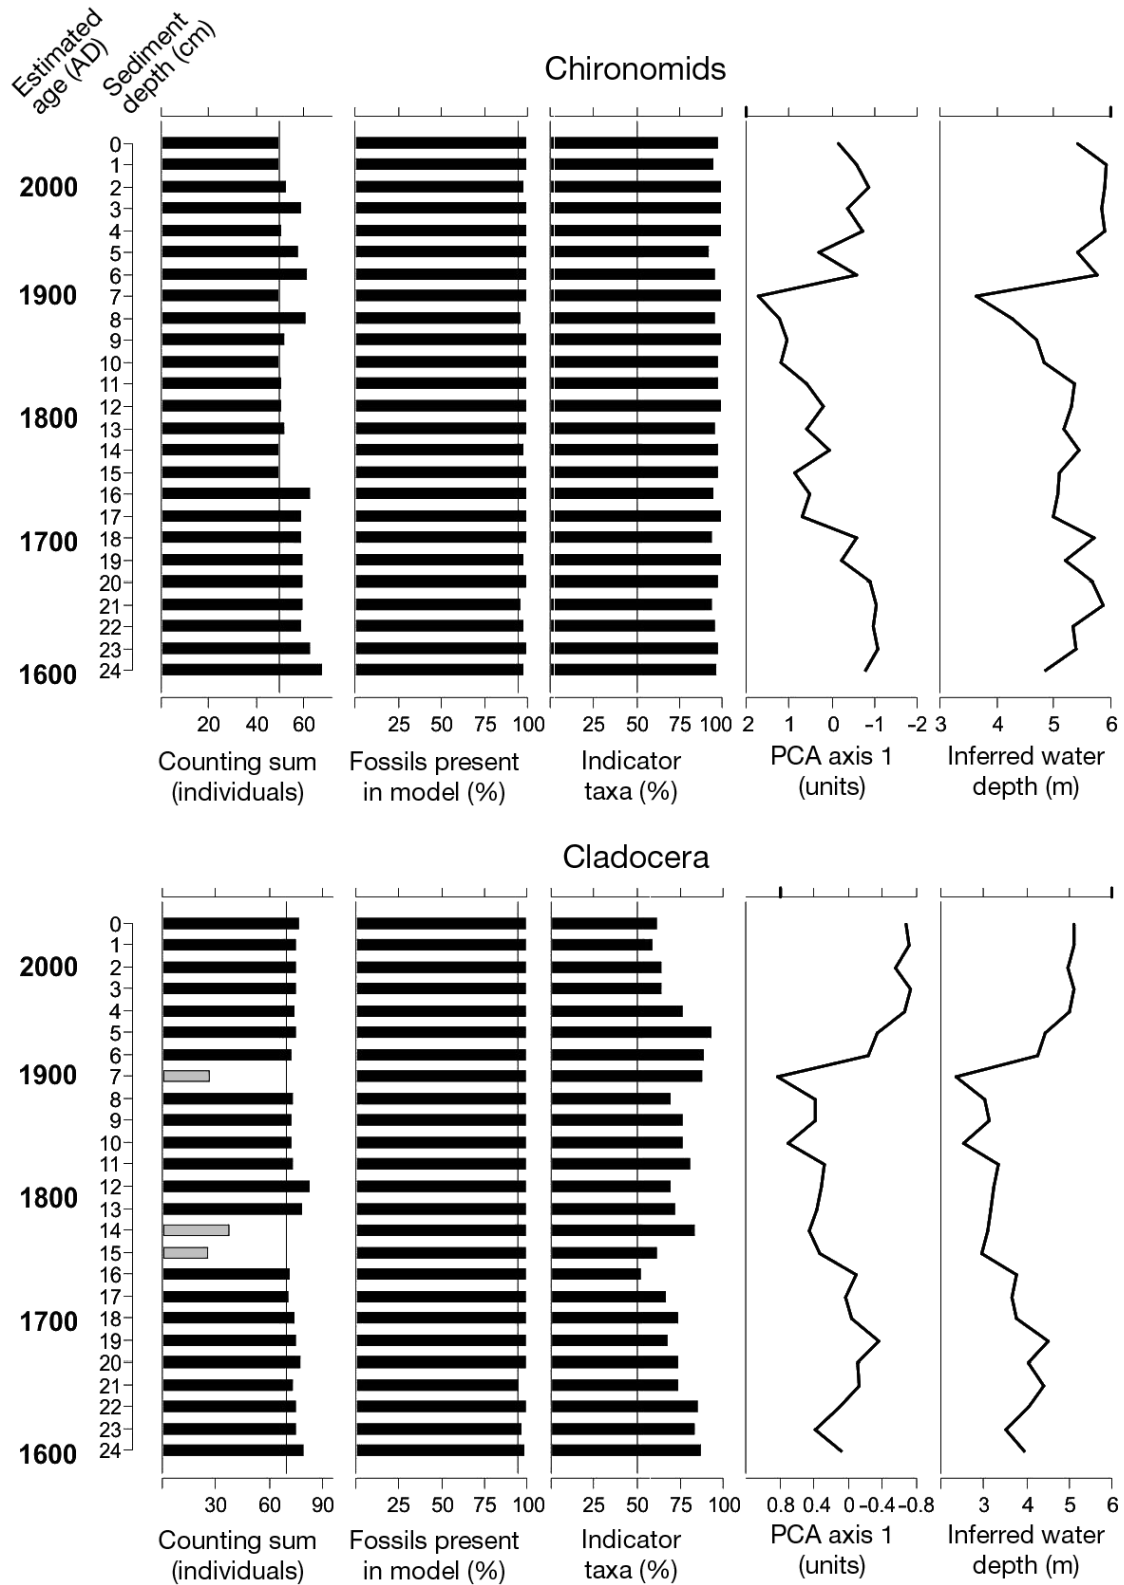 Estimated
age (AD)
Sediment
depth (cm)
Chironomids
0
1
2000
2
3
4
5
6
1900
7
8
9
10
11
12
1800
13
14
15
16
17
1700
18
19
20
21
22
23
1600
24
20 40 60
25 50 75 100
25 50 75 100
2 1 0 -1 -2
3 4 5 6
Counting sum
(individuals)
Fossils present
in model (%)
Indicator
taxa (%)
PCA axis 1
(units)
Inferred water
depth (m)
Cladocera
0
1
2000
2
3
4
5
6
1900
7
8
9
10
11
12
1800
13
14
15
16
17
1700
18
19
20
21
22
23
1600
24
30 60 90
25 50 75 100
25 50 75 100
0.8 0.4 0 -0.4 -0.8
3 4 5 6
Counting sum
(individuals)
Fossils present
in model (%)
Indicator
taxa (%)
PCA axis 1
(units)
Inferred water
depth (m)